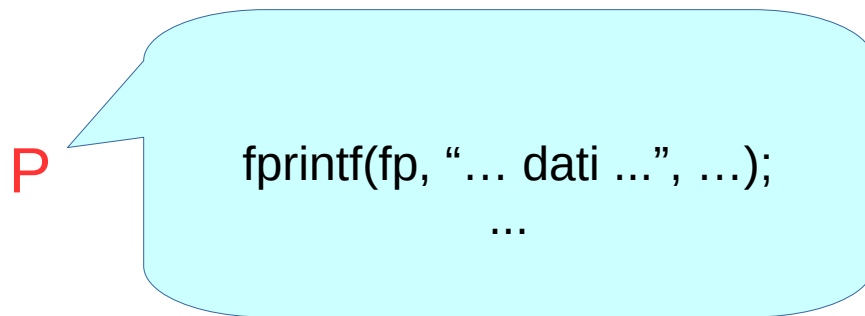 P
fprintf(fp, “… dati ...”, …);
...